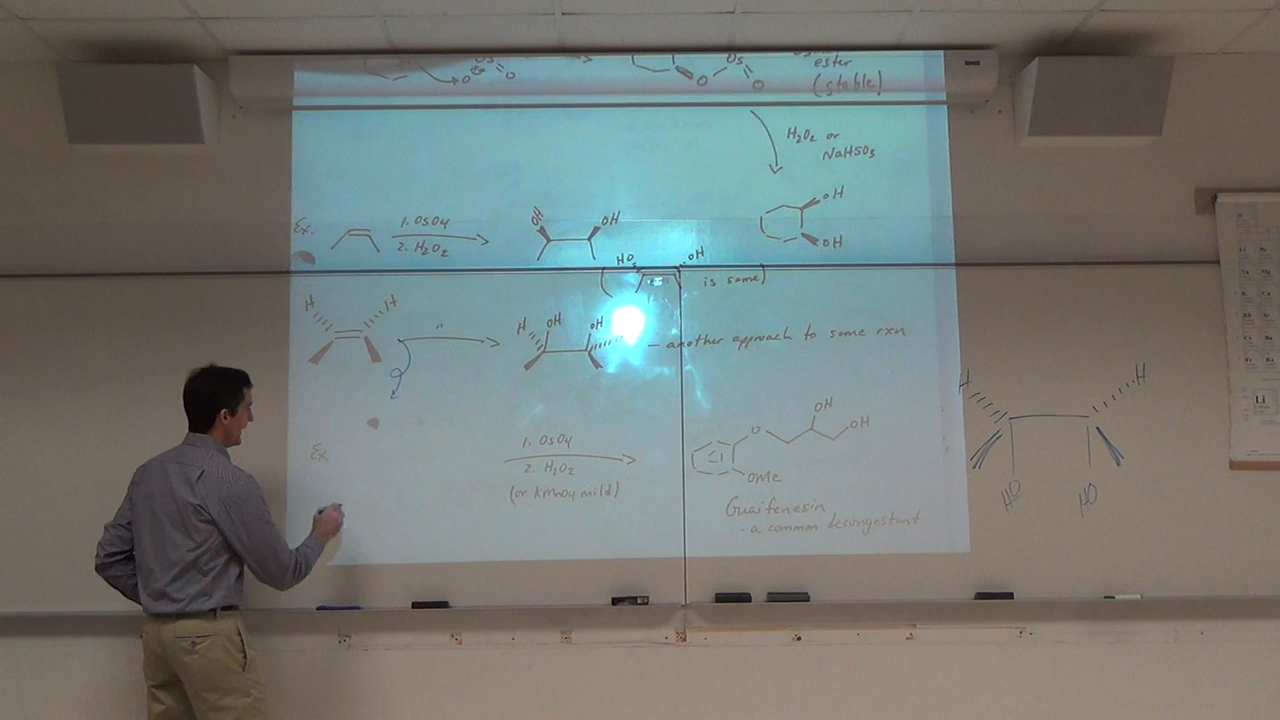 Os
O
O
O
O
ester
(stable)
H2O2 or
NaHSO3
OH
OH
Ex.
1. OsO4
2. H2O2
OH
OH
HO
OH
is same)
H
H
"
H
OH
OH
— another approach to same rxn
H
H
HO
HO
Ex
1. OsO4
2. H2O2
(or KMnO4 mild)
O
OH
OH
OMe
Guaifenesin
- a common decongestant
Li